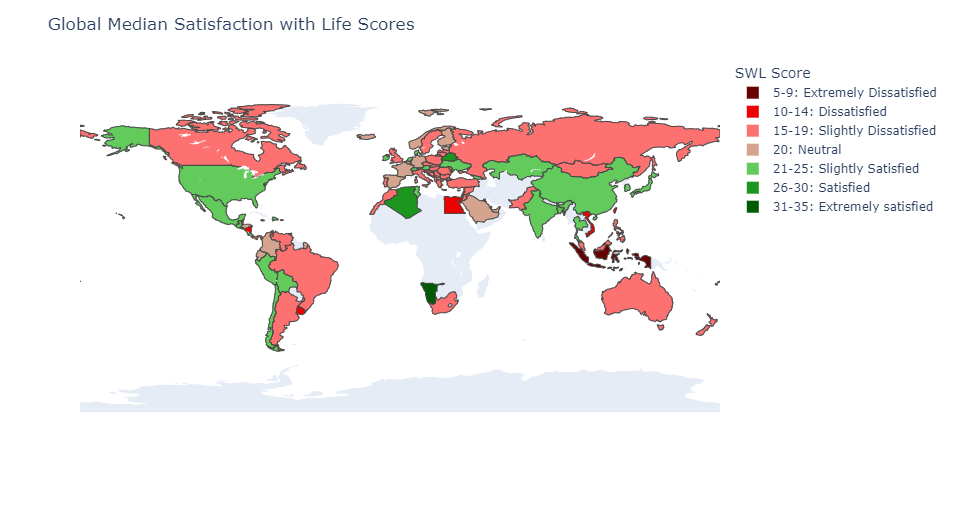 Global Median Satisfaction with Life Scores
SWL Score
5-9: Extremely Dissatisfied
10-14: Dissatisfied
15-19: Slightly Dissatisfied
20: Neutral
21-25: Slightly Satisfied
26-30: Satisfied
31-35: Extremely satisfied